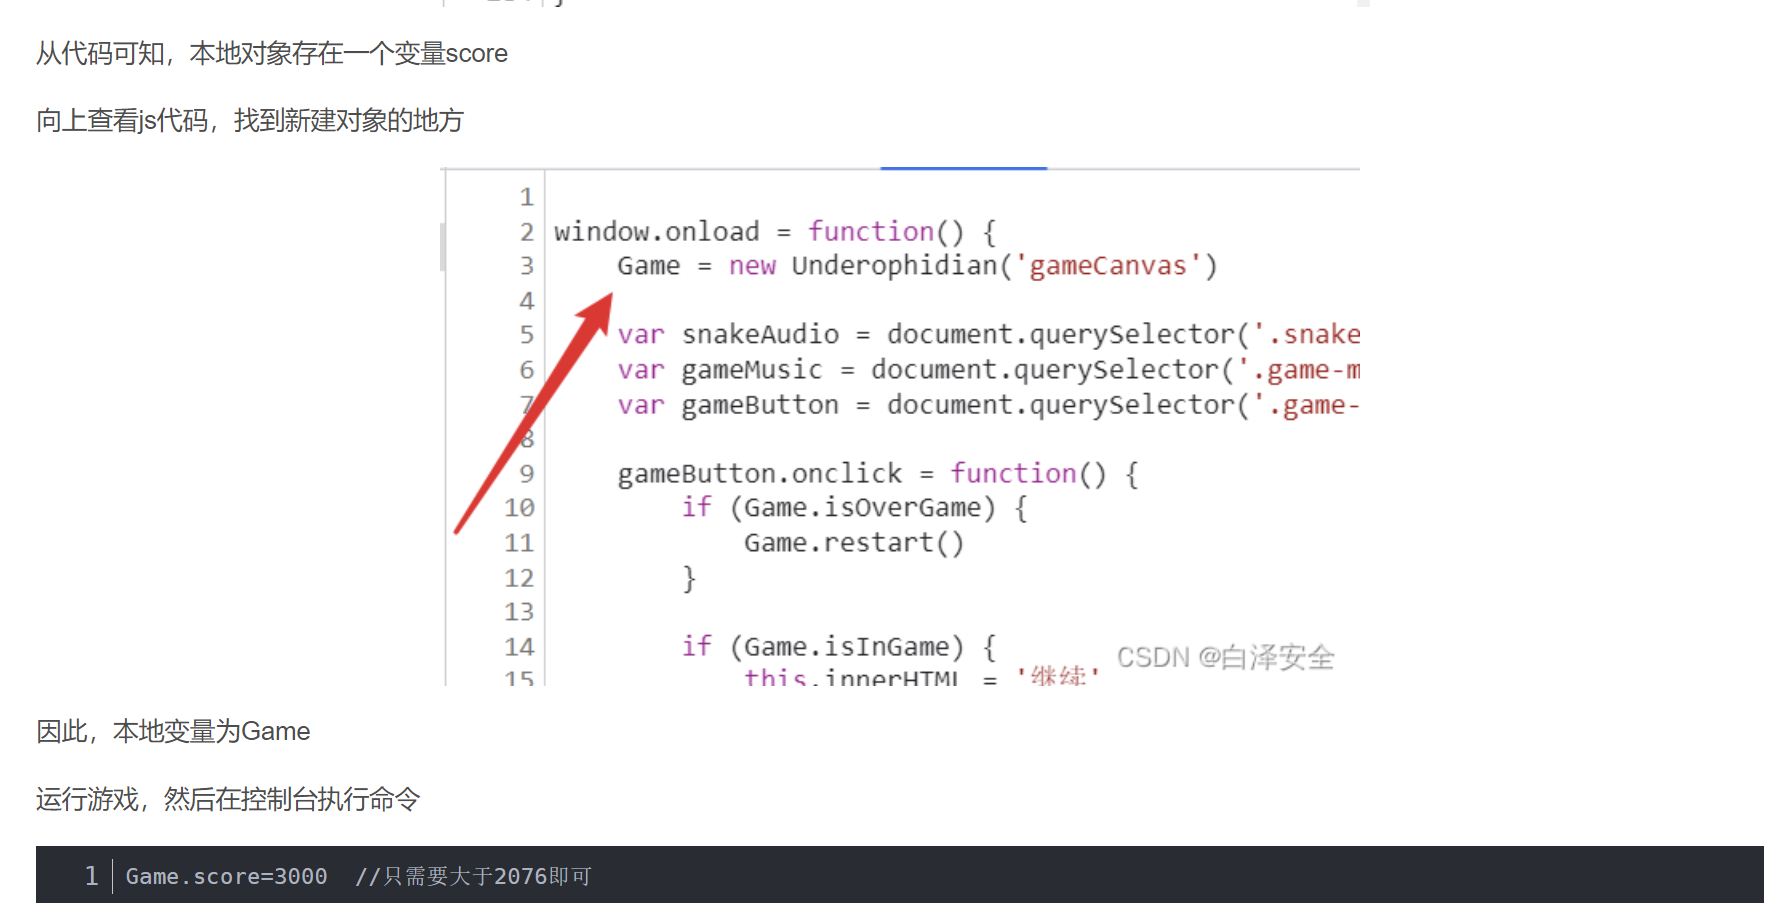 从代码可知，本地对象存在一个变量score
向上查看js代码，找到新建对象的地方
1
2 window.onload = function() {
3 Game = new Underophidian('gameCanvas')
4
5 var snakeAudio = document.querySelector('.snake
6 var gameMusic = document.querySelector('.game-m
7 var gameButton = document.querySelector('.game-
8
9 gameButton.onclick = function() {
10 if (Game.isOverGame) {
11 Game.restart()
12 }
13
14 if (Game.isInGame) {
15 this.innerHTML = '继续'
CSDN @白泽安全
因此，本地变量为Game
运行游戏，然后在控制台执行命令
1 Game.score=3000 //只需要大于2076即可